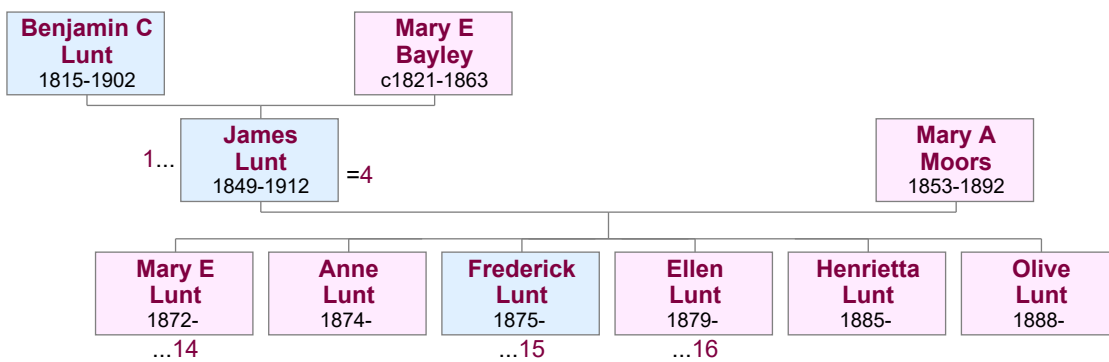 Benjamin C
Lunt
1815-1902
Mary E
Bayley
c1821-1863
1...
James
Lunt
1849-1912
=4
Mary A
Moors
1853-1892
Mary E
Lunt
1872-
...14
Anne
Lunt
1874-
Frederick
Lunt
1875-
...15
Ellen
Lunt
1879-
...16
Henrietta
Lunt
1885-
Olive
Lunt
1888-